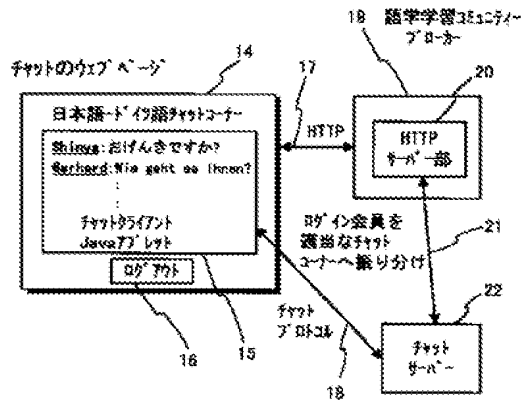 チャットのウェブページ
14
日本語ードイツ語チャットコーナー
Shinya:おげんきですか?
Gerhard:Wie geht es Ihnen?
:
:
チャットクライアント
Javaアプレット
ログアウト
16
15
17
HTTP
19
語学学習コミュニティー
ブローカー
20
HTTP
サーバー部
ログイン会員を
適当なチャット
コーナーへ振り分け
21
チャット
プロトコル
18
22
チャット
サーバー